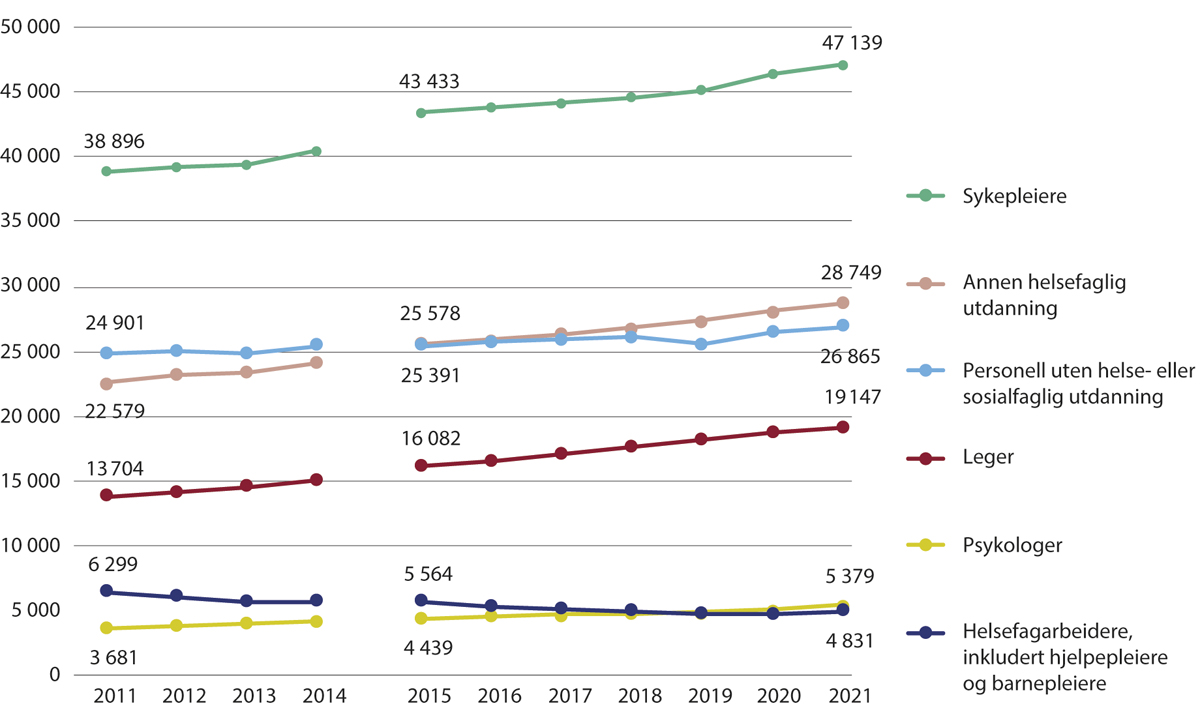 50 000
45 000
40 000
35 000
30 000
25 000
20 000
15 000
10 000
5 000
0
47 139
43 433
38 896
28 749
24 901
25 578
26 865
25 391
22 579
19 147
16 082
13 704
6 299
5 564
5 379
3 681
4 439
4 831
2011 2012 2013 2014 2015 2016 2017 2018 2019 2020 2021
Sykepleiere
Annen helsefaglig
utdanning
Personell uten helse- eller
sosialfaglig utdanning
Leger
Psykologer
Helsefagarbeidere,
inkludert hjelpepleiere
og barnepleiere